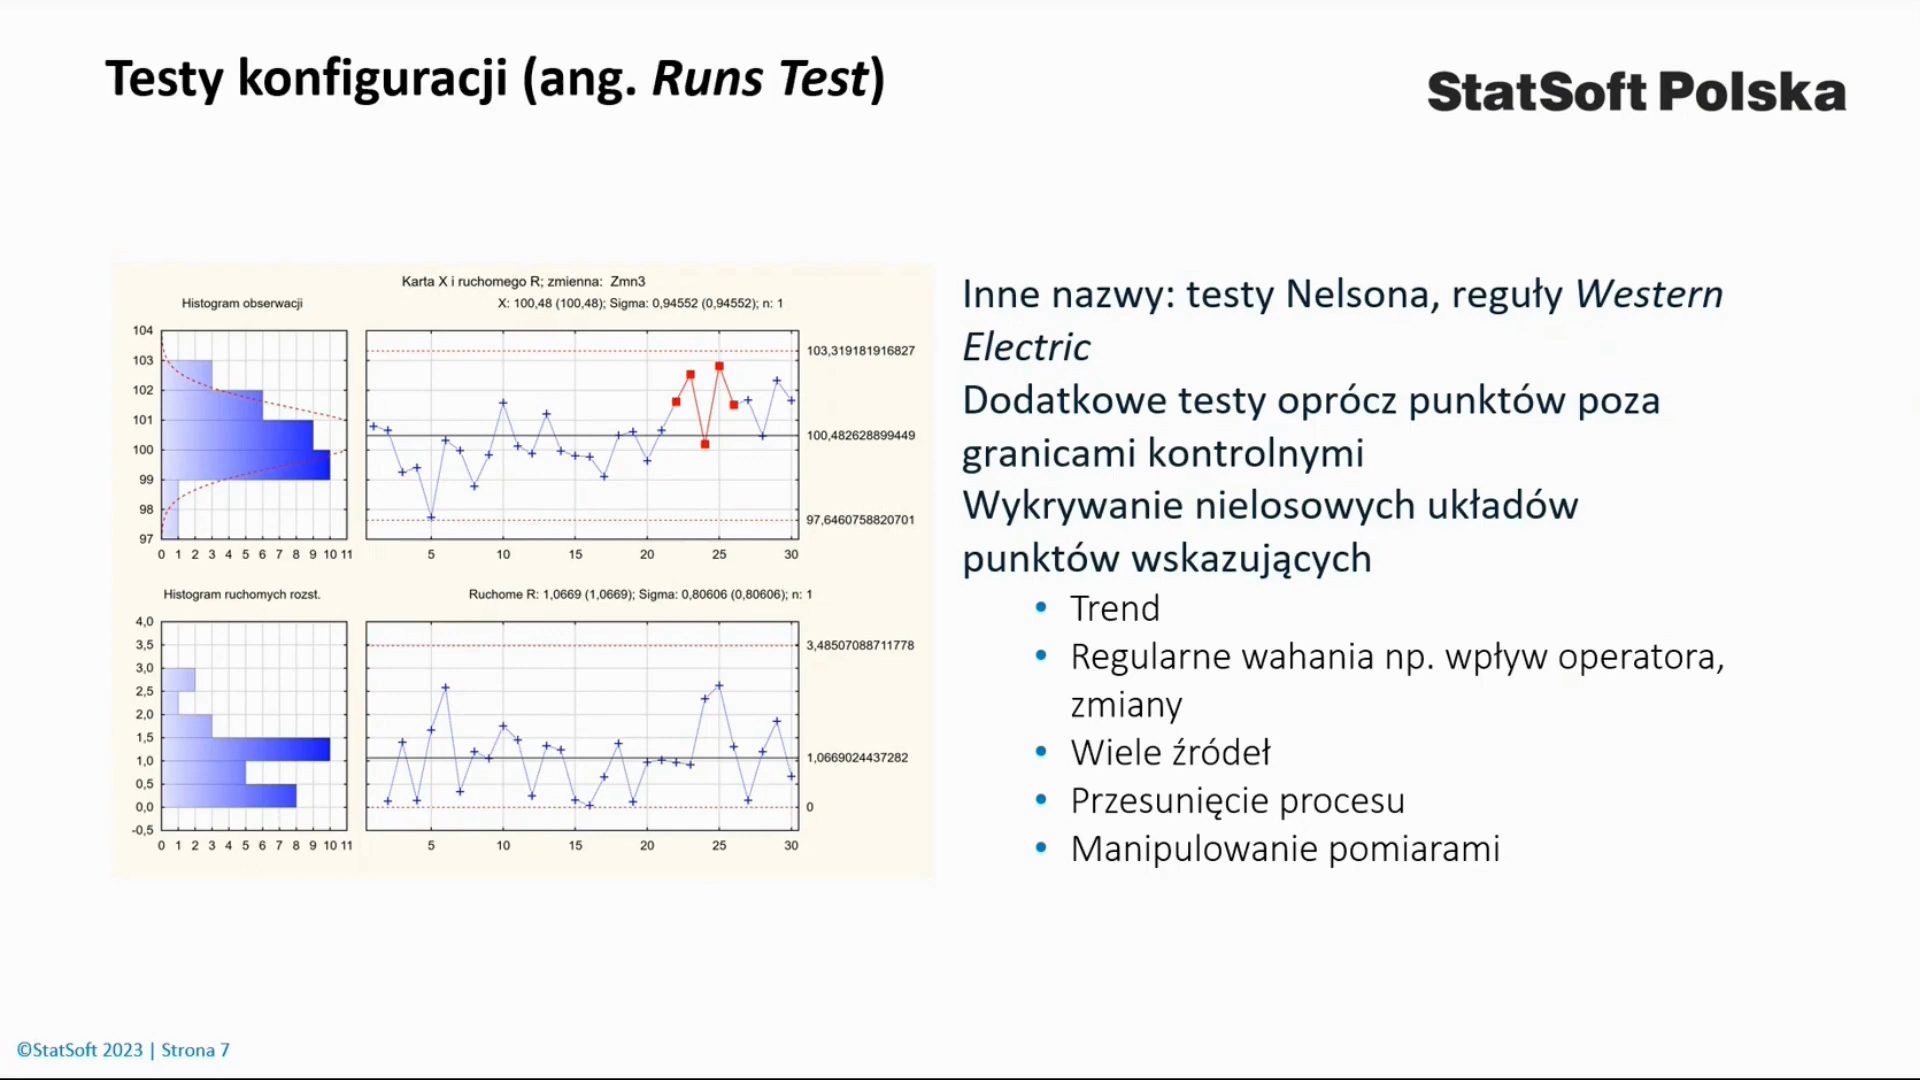 Testy konfiguracji (ang. Runs Test)
StatSoft Polska
Karta X i ruchomego R; zmienna: Zmn3
Histogram obserwacji
X: 100,48 (100,48); Sigma: 0,94552 (0,94552); n: 1
104
103
102
101
100
99
98
97
0 1 2 3 4 5 6 7 8 9 10 11
103,319181916827
100,482628899449
97,6460758820701
5 10 15 20 25 30
Histogram ruchomych rozst.
Ruchome R: 1,0669 (1,0669); Sigma: 0,80606 (0,80606); n: 1
4,0
3,5
3,0
2,5
2,0
1,5
1,0
0,5
0,0
-0,5
0 1 2 3 4 5 6 7 8 9 10 11
3,48507088711778
1,0669024437282
0
5 10 15 20 25 30
Inne nazwy: testy Nelsona, reguły Western
Electric
Dodatkowe testy oprócz punktów poza
granicami kontrolnymi
Wykrywanie nielosowych układów
punktów wskazujących
• Trend
• Regularne wahania np. wpływ operatora,
zmiany
• Wiele źródeł
• Przesunięcie procesu
• Manipulowanie pomiarami
©StatSoft 2023 | Strona 7